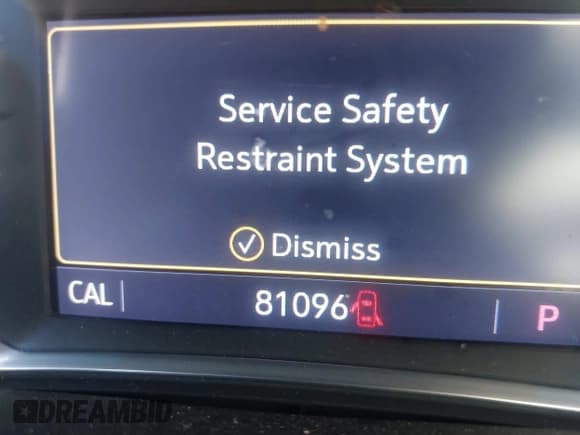 Service Safety
Restraint System
Dismiss
CAL
81096
P
DREAMBID